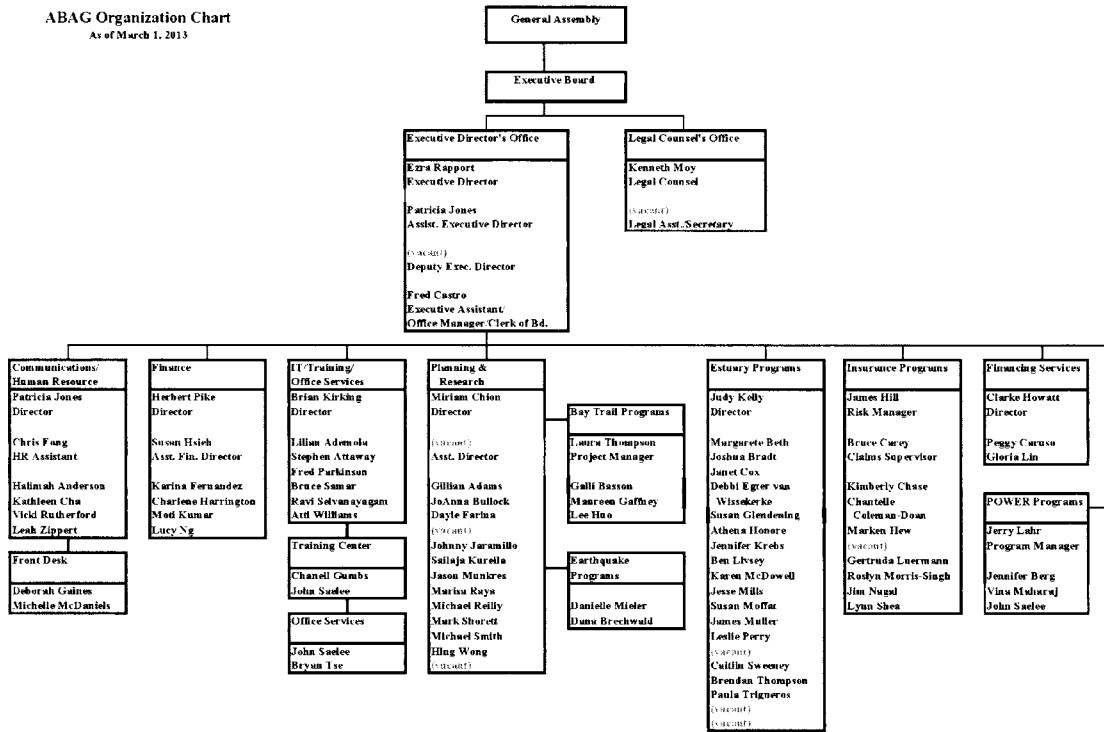 ABAG Organization Chart
As of March 1, 2013
General Assembly
Executive Board
Executive Director's Office
Ezra Rapport
Executive Director
Patricia Jones
Assist. Executive Director
(vacant)
Deputy Exec. Director
Fred Castro
Executive Assistant/
Office Manager/Clerk of Bd.
Legal Counsel's Office
Kenneth Moy
Legal Counsel
(vacant)
Legal Asst./Secretary
Communications/
Human Resource
Patricia Jones
Director
Chris Fong
HR Assistant
Halimah Anderson
Kathleen Cha
Vicki Rutherford
Leah Zippert
Front Desk
Deborah Gaines
Michelle McDaniels
Finance
Herbert Pike
Director
Susan Hsieh
Asst. Fin. Director
Karina Fernandez
Charlene Harrington
Moti Kumar
Lucy Ng
IT/Training/
Office Services
Brian Kirking
Director
Lilian Ademola
Stephen Attaway
Fred Parkinson
Bruce Samar
Ravi Selvanayagam
Atti Williams
Training Center
Chanell Gumbs
John Saelee
Office Services
John Saelee
Bryan Tse
Planning &
Research
Miriam Chion
Director
(vacant)
Asst. Director
Gillian Adams
JoAnna Bullock
Dayle Farina
(vacant)
Johnny Jaramillo
Sailaja Kurella
Jason Munkres
Marisa Raya
Michael Reilly
Mark Shorett
Michael Smith
Hing Wong
(vacant)
Bay Trail Programs
Laura Thompson
Project Manager
Galli Basson
Maureen Gaffney
Lee Huo
Earthquake
Programs
Danielle Mieler
Dana Brechwald
Estuary Programs
Judy Kelly
Director
Margarete Beth
Joshua Bradt
Janet Cox
Debbi Egter van
Wissekerke
Susan Glendening
Athena Honore
Jennifer Krebs
Ben Livsey
Karen McDowell
Jesse Mills
Susan Moffat
James Muller
Leslie Perry
(vacant)
Caitlin Sweeney
Brendan Thompson
Paula Trigueros
(vacant)
(vacant)
Insurance Programs
James Hill
Risk Manager
Bruce Carey
Claims Supervisor
Kimberly Chase
Chantelle
Coleman-Doan
Marken Hew
(vacant)
Gertruda Luermann
Roslyn Morris-Singh
Jim Nagal
Lynn Shea
Financing Services
Clarke Howatt
Director
Peggy Caruso
Gloria Lin
POWER Programs
Jerry Lahr
Program Manager
Jennifer Berg
Vina Maharaj
John Saelee